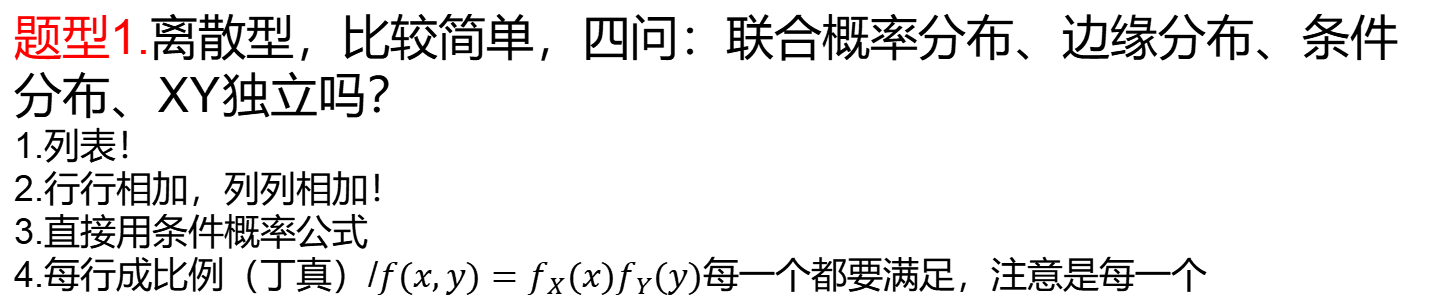 题型1.离散型，比较简单，四问：联合概率分布、边缘分布、条件
分布、XY独立吗？
1.列表！
2.行行相加，列列相加！
3.直接用条件概率公式
4.每行成比例（丁真）/f(x, y) = f_X(x)f_Y(y)每一个都要满足，注意是每一个